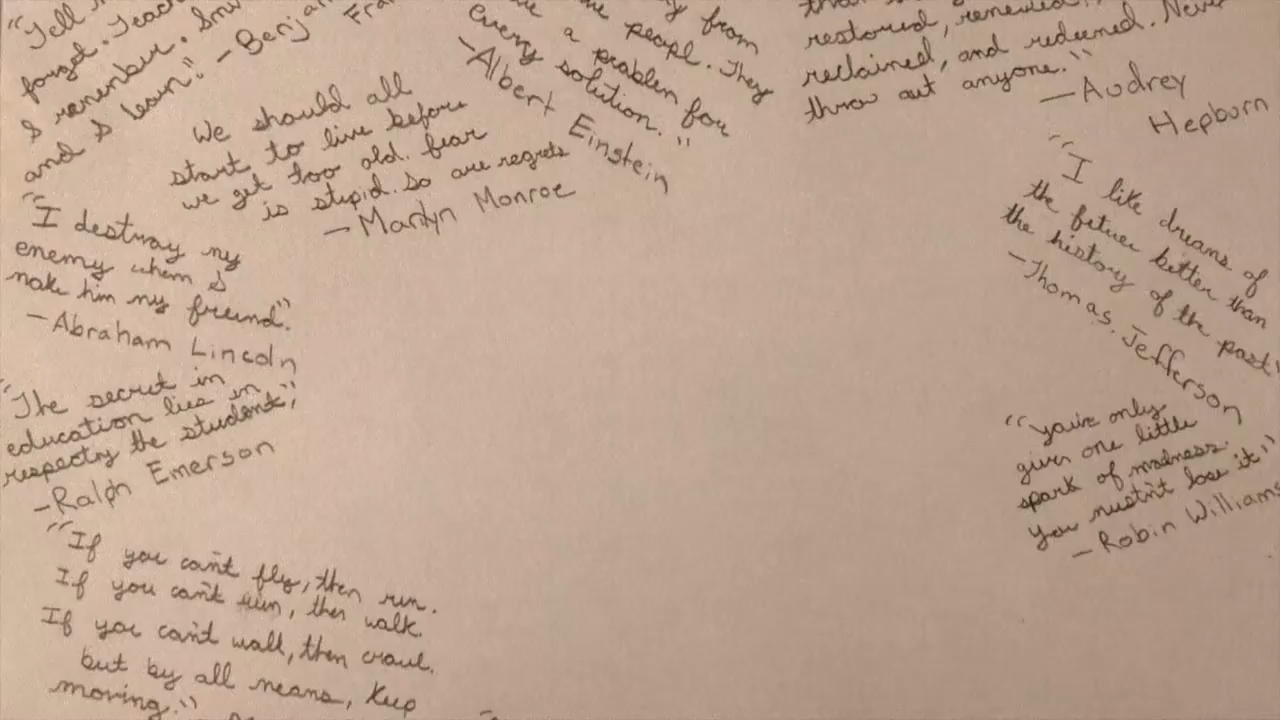 "Tell
forget. Teach
I remember.
and I learn." -Benj
Fra
from
people. They
a problem for
every solution."
-Albert Einstein
restored, renewed,
reclained, and redeemed. Never
throw out anyone."
-Audrey
Hepburn
We should all
start to live before
we get too old. fear
is stupid. So are regrets
-Marilyn Monroe
"I destroy my
enemy when I
make him my freind."
-Abraham Lincoln
"The secret in
education lies in
respecting the student,"
-Ralph Emerson
"If you can't fly, then run.
If you can't run, then walk.
If you can't walk, then crawl.
but by all means, keep
moving."
"I like dreams of
the future better than
the history of the past"
-Thomas. Jefferson
"you're only
given one little
spark of madness.
you mustn't lose it"
-Robin Williams